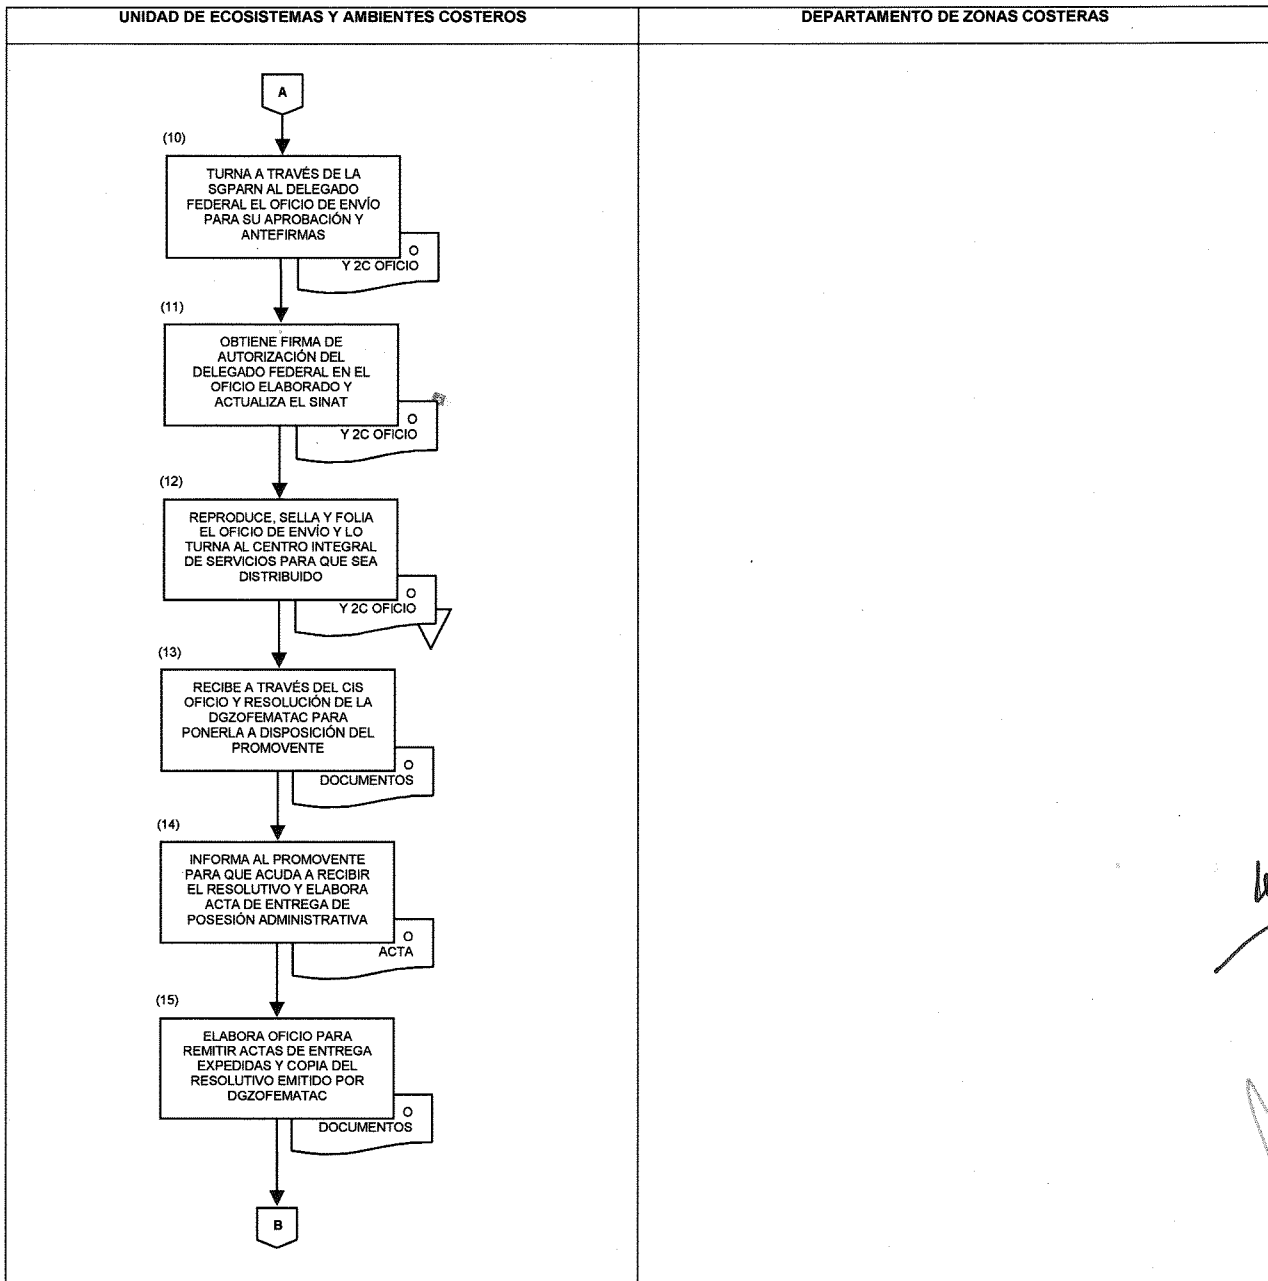 UNIDAD DE ECOSISTEMAS Y AMBIENTES COSTEROS
DEPARTAMENTO DE ZONAS COSTERAS
A
(10)
TURNA A TRAVÉS DE LA
SGPARN AL DELEGADO
FEDERAL EL OFICIO DE ENVÍO
PARA SU APROBACIÓN Y
ANTEFIRMAS
O
Y 2C OFICIO
(11)
OBTIENE FIRMA DE
AUTORIZACIÓN DEL
DELEGADO FEDERAL EN EL
OFICIO ELABORADO Y
ACTUALIZA EL SINAT
O
Y 2C OFICIO
(12)
REPRODUCE, SELLA Y FOLIA
EL OFICIO DE ENVÍO Y LO
TURNA AL CENTRO INTEGRAL
DE SERVICIOS PARA QUE SEA
DISTRIBUIDO
O
Y 2C OFICIO
(13)
RECIBE A TRAVÉS DEL CIS
OFICIO Y RESOLUCIÓN DE LA
DGZOFEMATAC PARA
PONERLA A DISPOSICIÓN DEL
PROMOVENTE
O
DOCUMENTOS
(14)
INFORMA AL PROMOVENTE
PARA QUE ACUDA A RECIBIR
EL RESOLUTIVO Y ELABORA
ACTA DE ENTREGA DE
POSESIÓN ADMINISTRATIVA
O
ACTA
(15)
ELABORA OFICIO PARA
REMITIR ACTAS DE ENTREGA
EXPEDIDAS Y COPIA DEL
RESOLUTIVO EMITIDO POR
DGZOFEMATAC
O
DOCUMENTOS
B